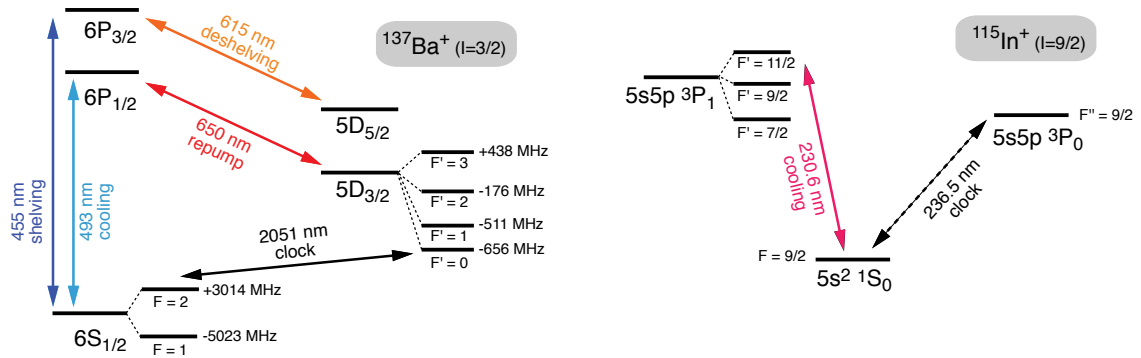 6P3/2
615 nm
deshelving
137Ba+ (I=3/2)
6P1/2
5D5/2
650 nm
repump
455 nm
shelving
493 nm
cooling
5D3/2
F' = 3
+438 MHz
F' = 2
-176 MHz
F' = 1
-511 MHz
F' = 0
-656 MHz
2051 nm
clock
F = 2
+3014 MHz
6S1/2
F = 1
-5023 MHz
115In+ (I=9/2)
5s5p 3P1
F' = 11/2
F' = 9/2
F' = 7/2
F'' = 9/2
5s5p 3P0
230.6 nm
cooling
236.5 nm
clock
F = 9/2
5s2 1S0